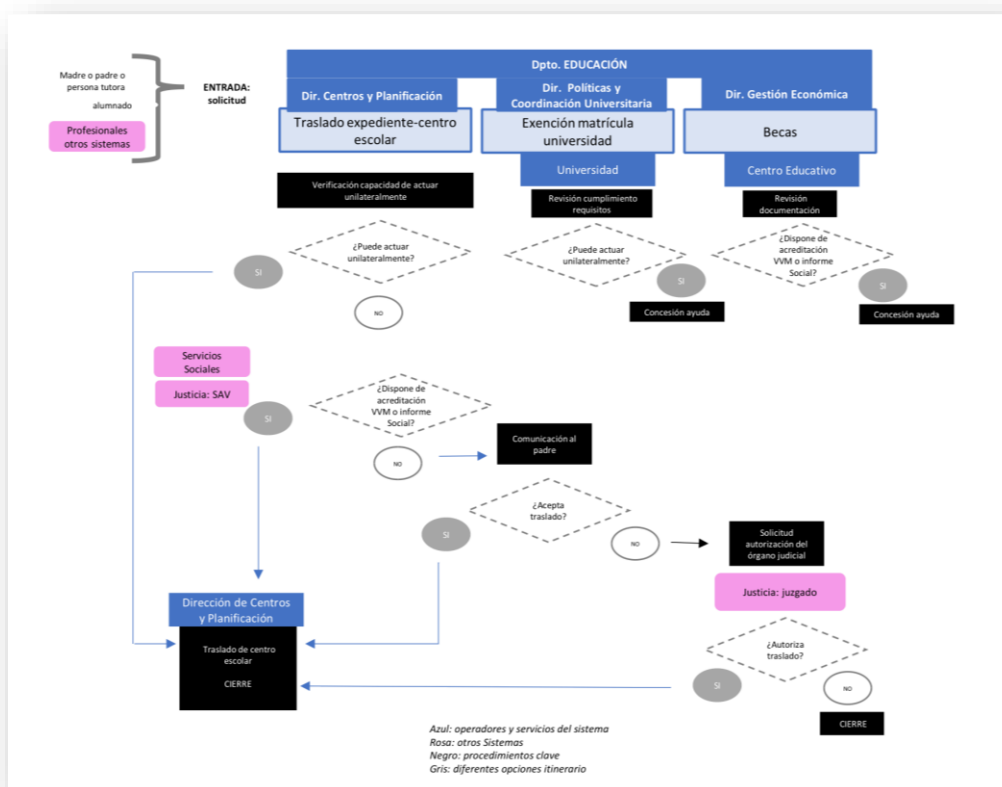 Madre o padre o
persona tutora
alumnado
Profesionales
otros sistemas
ENTRADA:
solicitud
Dpto. EDUCACIÓN
Dir. Centros y Planificación
Dir. Políticas y
Coordinación Universitaria
Dir. Gestión Económica
Traslado expediente-centro
escolar
Exención matrícula
universidad
Becas
Universidad
Centro Educativo
Verificación capacidad de actuar
unilateralmente
Revisión cumplimiento
requisitos
Revisión
documentación
¿Puede actuar
unilateralmente?
¿Puede actuar
unilateralmente?
¿Dispone de
acreditación
VVM o informe
Social?
SI
SI
SI
NO
Concesión ayuda
Concesión ayuda
Servicios
Sociales
Justicia: SAV
SI
¿Dispone de
acreditación
VVM o informe
Social?
NO
Comunicación al
padre
¿Acepta
traslado?
SI
NO
Solicitud
autorización del
órgano judicial
Justicia: juzgado
Dirección de Centros
y Planificación
Traslado de centro
escolar
CIERRE
¿Autoriza
traslado?
SI
NO
CIERRE
Azul: operadores y servicios del sistema
Rosa: otros Sistemas
Negro: procedimientos clave
Gris: diferentes opciones itinerario